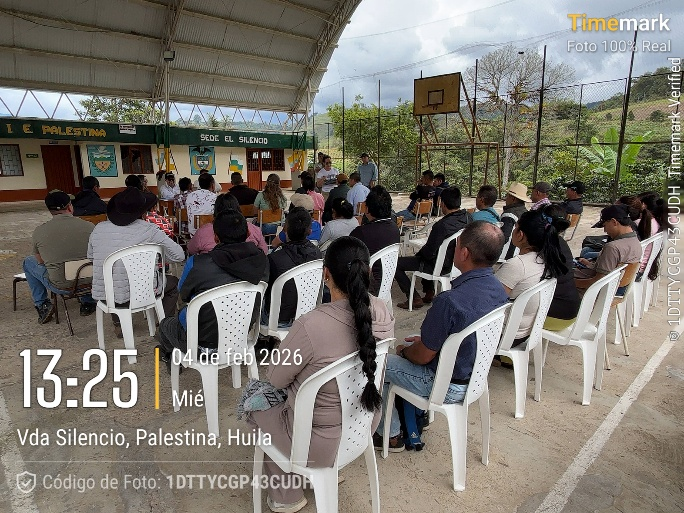 Timemark
Foto 100% Real
I E. PALESTINA
SEDE EL SILENCIO
13:25
04 de feb 2026
Mié
Vda Silencio, Palestina, Huila
Código de Foto: 1DTTYCGP43CUDH
© 1DTTYCGP43CUDH Timemark Verified